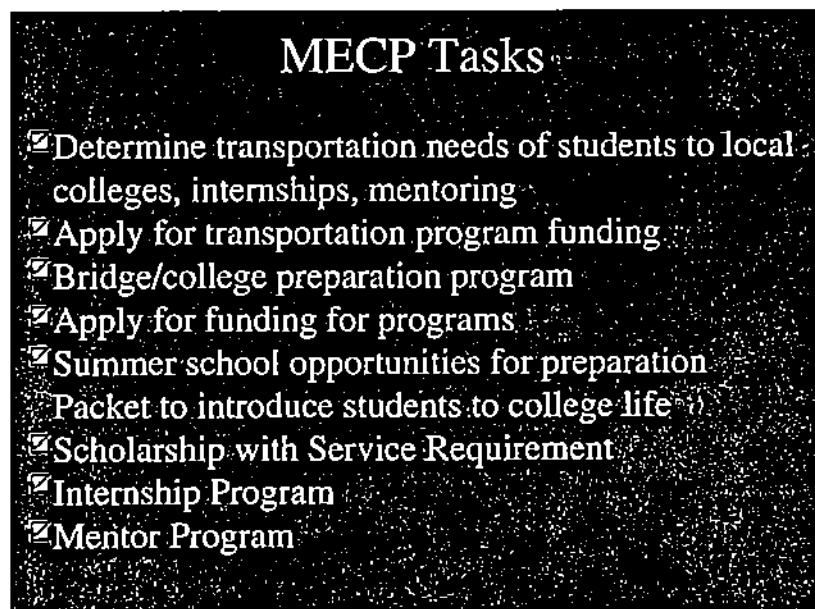 MECP Tasks
Determine transportation needs of students to local
colleges, internships, mentoring
Apply for transportation program funding
Bridge/college preparation program
Apply for funding for programs
Summer school opportunities for preparation
Packet to introduce students to college life
Scholarship with Service Requirement
Internship Program
Mentor Program